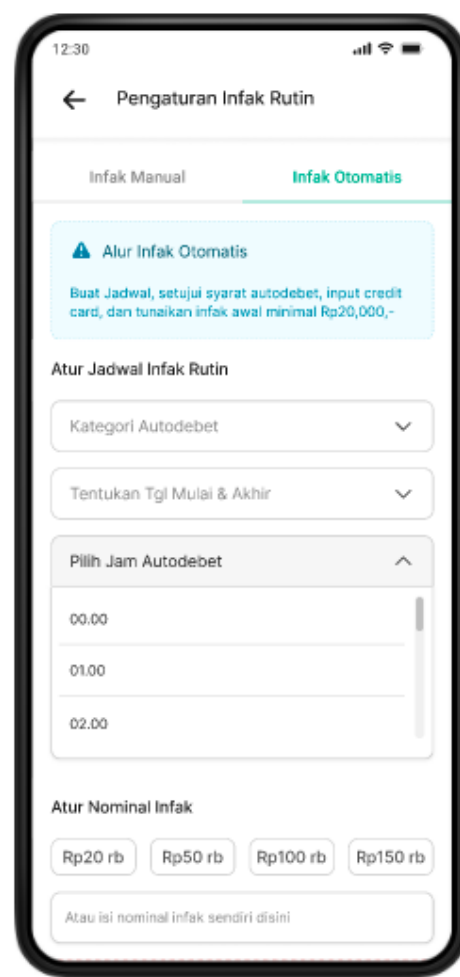 12:30
Pengaturan Infak Rutin
Infak Manual
Infak Otomatis
Alur Infak Otomatis
Buat Jadwal, setujui syarat autodebet, input credit
card, dan tunaikan infak awal minimal Rp20,000,-
Atur Jadwal Infak Rutin
Kategori Autodebet
Tentukan Tgl Mulai & Akhir
Pilih Jam Autodebet
00.00
01.00
02.00
Atur Nominal Infak
Rp20 rb
Rp50 rb
Rp100 rb
Rp150 rb
Atau isi nominal infak sendiri disini